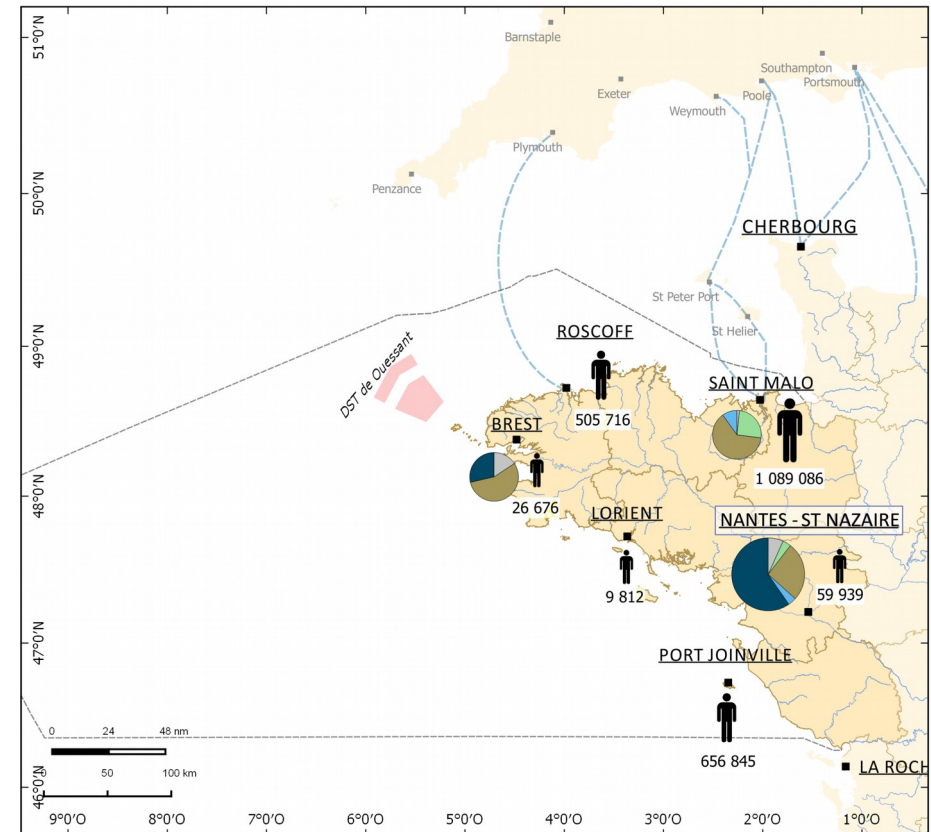 51°0'N
50°0'N
49°0'N
48°0'N
47°0'N
46°0'N
Barnstaple
Exeter
Southampton
Portsmouth
Poole
Weymouth
Plymouth
Penzance
CHERBOURG
St Peter Port
St Helier
ROSCOFF
505 716
DST de Ouessant
SAINT MALO
1 089 086
BREST
26 676
LORIENT
9 812
NANTES - ST NAZAIRE
59 939
PORT JOINVILLE
656 845
LA ROCH
0 24 48 nm
0 50 100 km
9°0'O 8°0'O 7°0'O 6°0'O 5°0'O 4°0'O 3°0'O 2°0'O 1°0'O